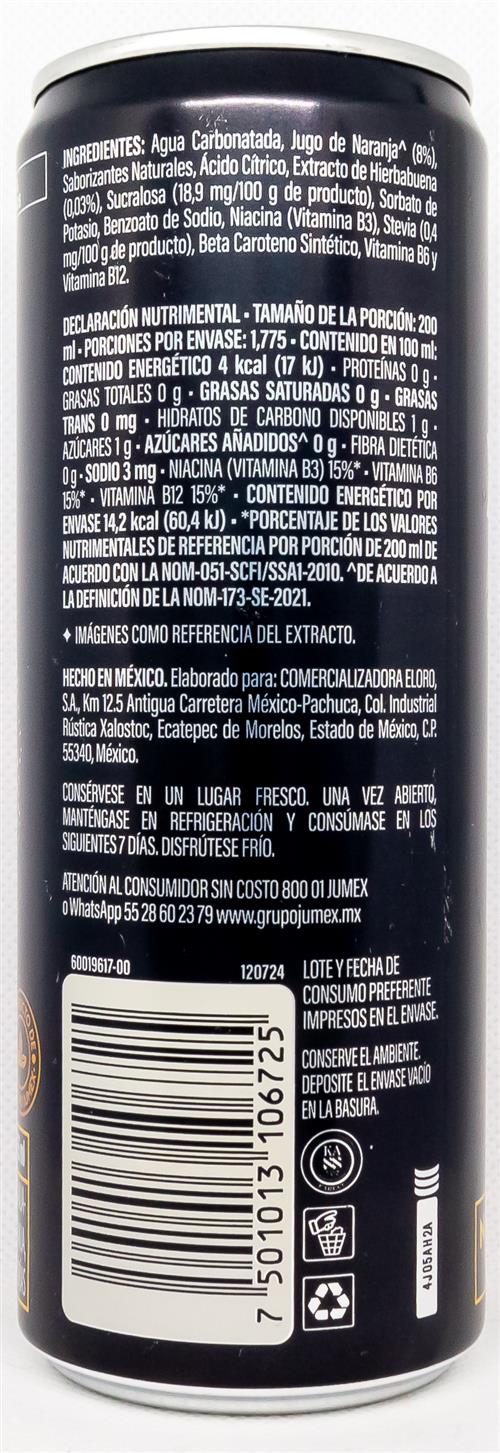 INGREDIENTES: Agua Carbonatada, Jugo de Naranja^ (8%),
Saborizantes Naturales, Ácido Cítrico, Extracto de Hierbabuena
(0,03%), Sucralosa (18,9 mg/100 g de producto), Sorbato de
Potasio, Benzoato de Sodio, Niacina (Vitamina B3), Stevia (0,4
mg/100 g de producto), Beta Caroteno Sintético, Vitamina B6 y
Vitamina B12.
DECLARACIÓN NUTRIMENTAL • TAMAÑO DE LA PORCIÓN: 200
ml • PORCIONES POR ENVASE: 1,775 • CONTENIDO EN 100 ml:
CONTENIDO ENERGÉTICO 4 kcal (17 kJ) • PROTEÍNAS 0 g •
GRASAS TOTALES 0 g • GRASAS SATURADAS 0 g • GRASAS
TRANS 0 mg • HIDRATOS DE CARBONO DISPONIBLES 1 g •
AZÚCARES 1 g • AZÚCARES AÑADIDOS^ 0 g • FIBRA DIETÉTICA
0 g • SODIO 3 mg • NIACINA (VITAMINA B3) 15%* • VITAMINA B6
15%* • VITAMINA B12 15%* • CONTENIDO ENERGÉTICO POR
ENVASE 14,2 kcal (60,4 kJ) • *PORCENTAJE DE LOS VALORES
NUTRIMENTALES DE REFERENCIA POR PORCIÓN DE 200 ml DE
ACUERDO CON LA NOM-051-SCFI/SSA1-2010. ^DE ACUERDO A
LA DEFINICIÓN DE LA NOM-173-SE-2021.
✦ IMÁGENES COMO REFERENCIA DEL EXTRACTO.
HECHO EN MÉXICO. Elaborado para: COMERCIALIZADORA ELORO,
S.A., Km 12.5 Antigua Carretera México-Pachuca, Col. Industrial
Rústica Xalostoc, Ecatepec de Morelos, Estado de México, C.P.
55340, México.
CONSÉRVESE EN UN LUGAR FRESCO. UNA VEZ ABIERTO,
MANTÉNGASE EN REFRIGERACIÓN Y CONSÚMASE EN LOS
SIGUIENTES 7 DÍAS. DISFRÚTESE FRÍO.
ATENCIÓN AL CONSUMIDOR SIN COSTO 800 01 JUMEX
o WhatsApp 55 28 60 23 79 www.grupojumex.mx
60019617-00 120724
LOTE Y FECHA DE
CONSUMO PREFERENTE
IMPRESOS EN EL ENVASE.
CONSERVE EL AMBIENTE.
DEPOSITE EL ENVASE VACÍO
EN LA BASURA.
7 501013 106725
KA
4J05AH2A